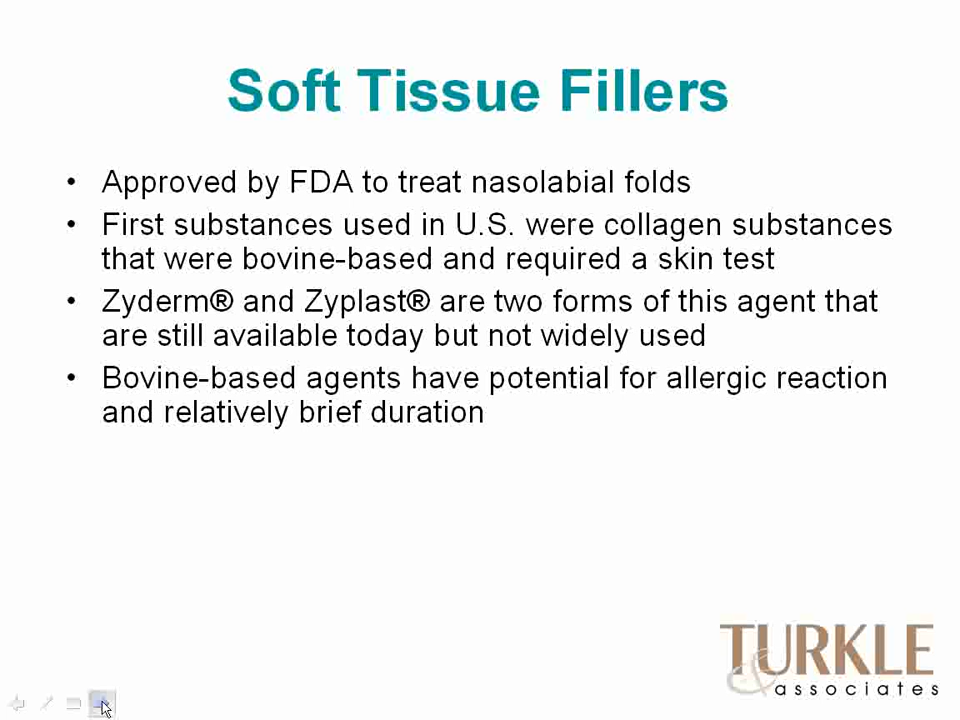 Soft Tissue Fillers
• Approved by FDA to treat nasolabial folds
• First substances used in U.S. were collagen substances
that were bovine-based and required a skin test
• Zyderm® and Zyplast® are two forms of this agent that
are still available today but not widely used
• Bovine-based agents have potential for allergic reaction
and relatively brief duration
TURKLE
& associates